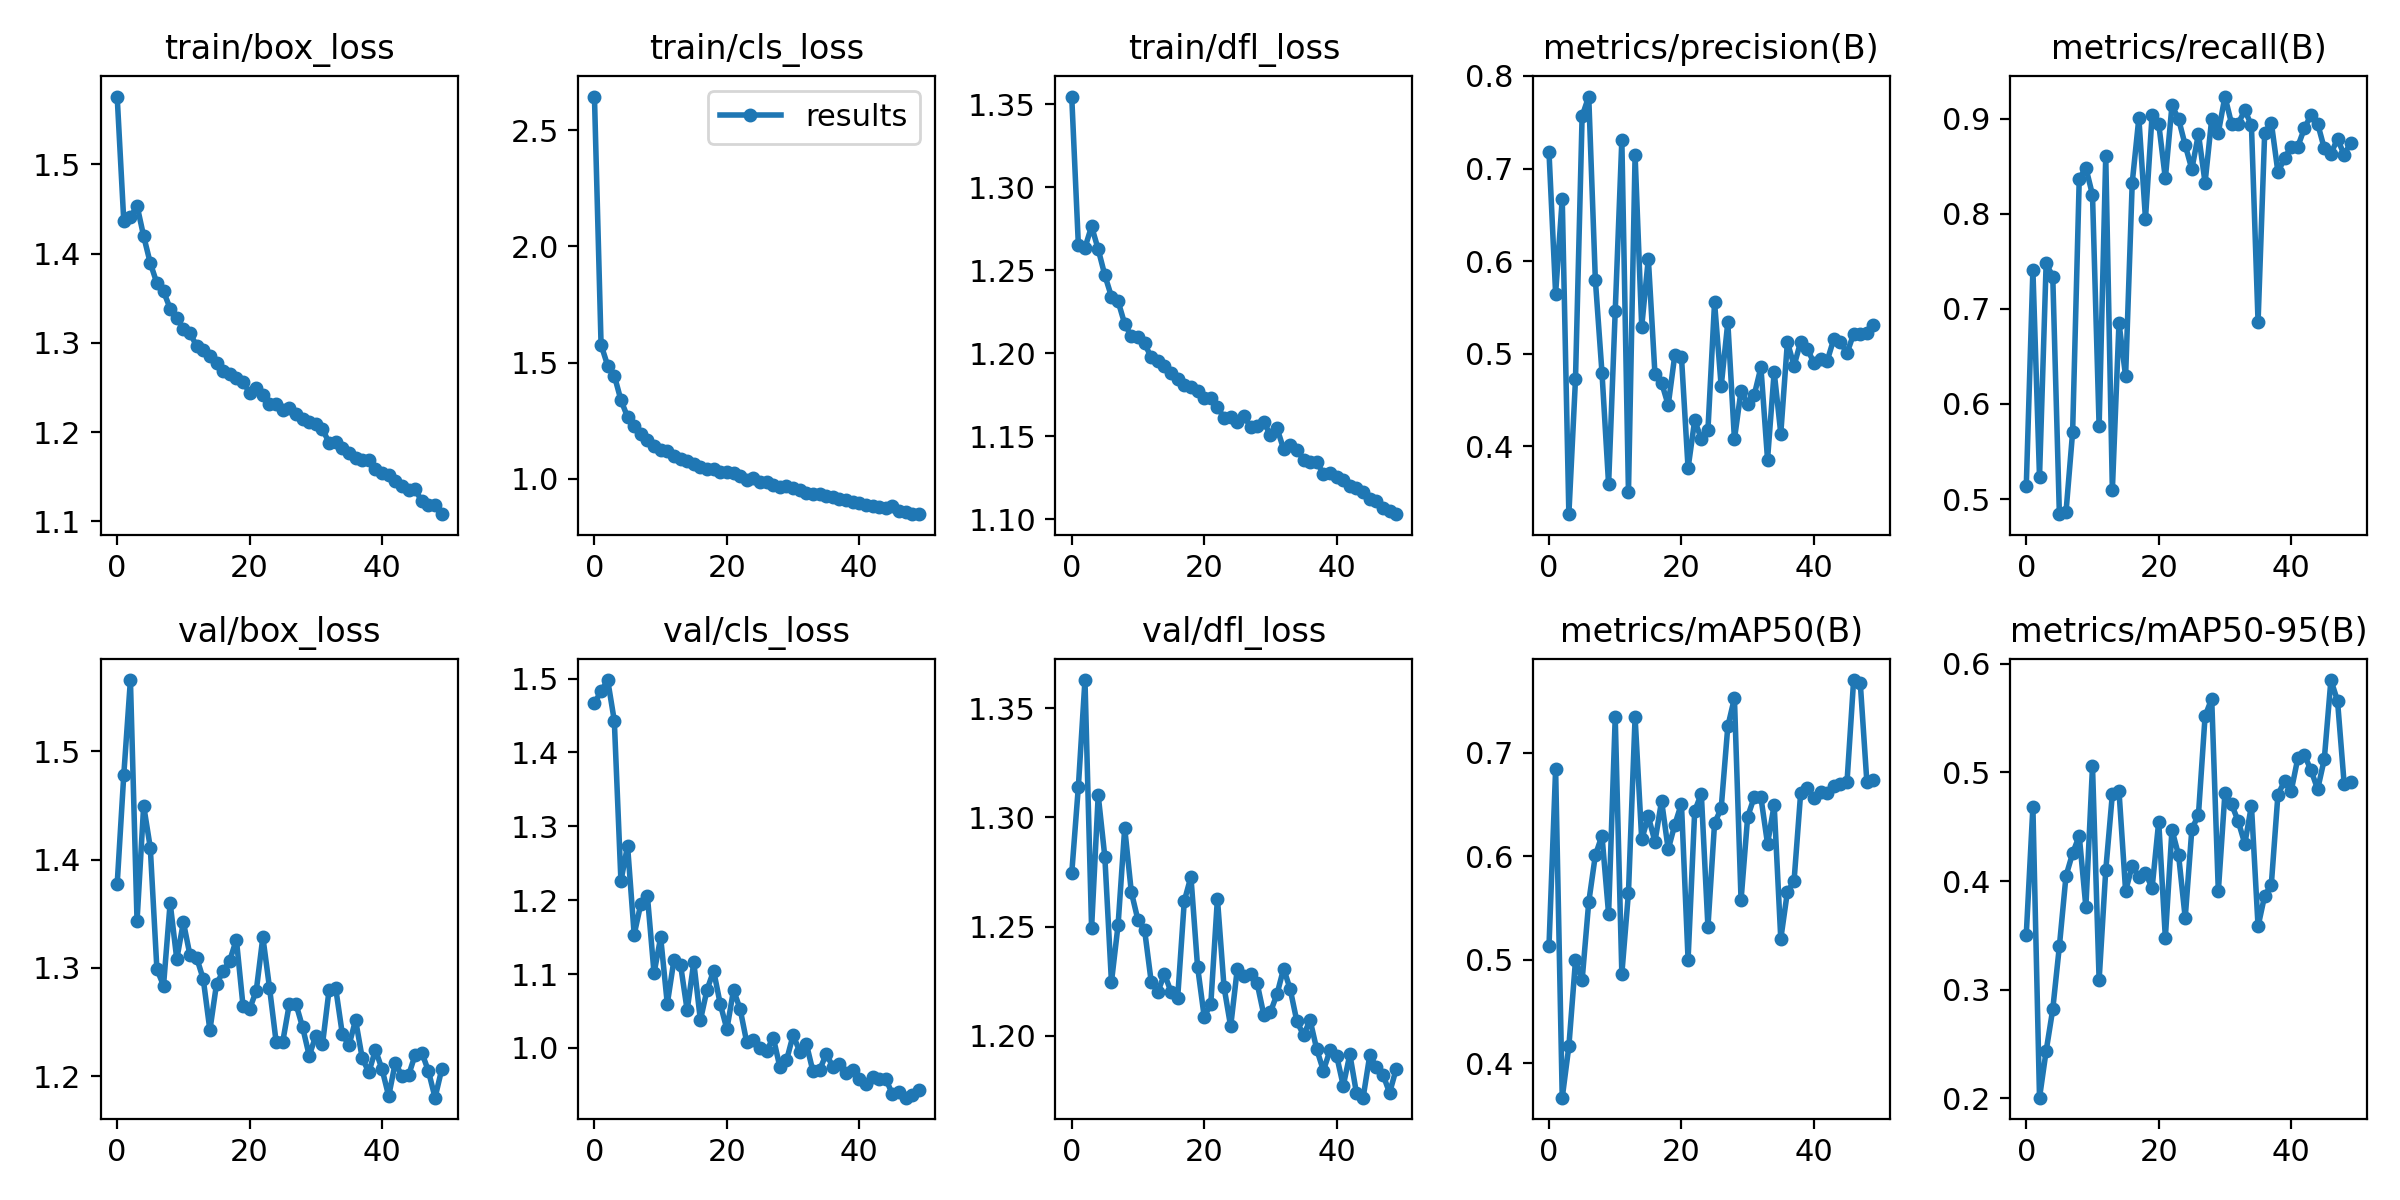 train/box_loss
1.5
1.4
1.3
1.2
1.1
0 20 40
train/cls_loss
results
2.5
2.0
1.5
1.0
0 20 40
train/dfl_loss
1.35
1.30
1.25
1.20
1.15
1.10
0 20 40
metrics/precision(B)
0.8
0.7
0.6
0.5
0.4
0 20 40
metrics/recall(B)
0.9
0.8
0.7
0.6
0.5
0 20 40
val/box_loss
1.5
1.4
1.3
1.2
0 20 40
val/cls_loss
1.5
1.4
1.3
1.2
1.1
1.0
0 20 40
val/dfl_loss
1.35
1.30
1.25
1.20
0 20 40
metrics/mAP50(B)
0.7
0.6
0.5
0.4
0 20 40
metrics/mAP50-95(B)
0.6
0.5
0.4
0.3
0.2
0 20 40